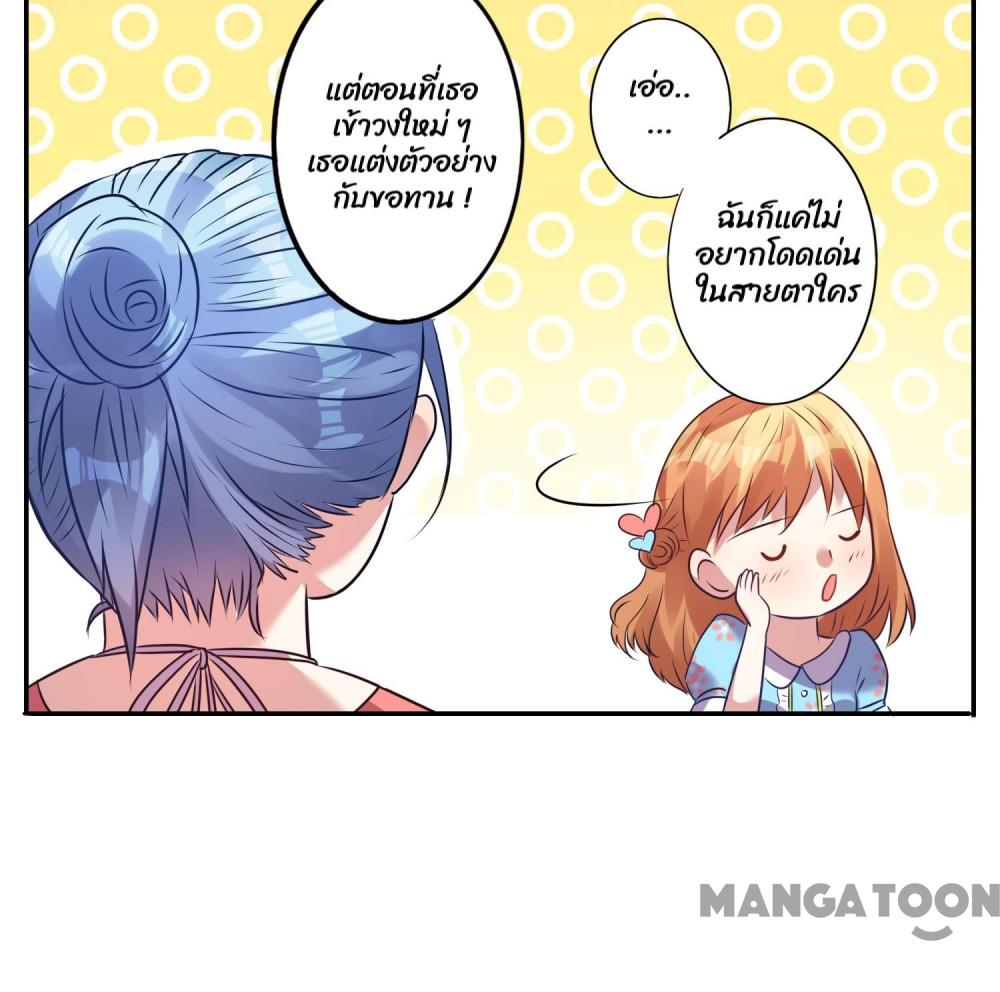 แต่ตอนที่เธอ
เข้าวงใหม่ ๆ
เธอแต่งตัวอย่าง
กับขอทาน !
เอ่อ..
...
ฉันก็แค่ไม่
อยากโดดเด่น
ในสายตาใคร
MANGATOON